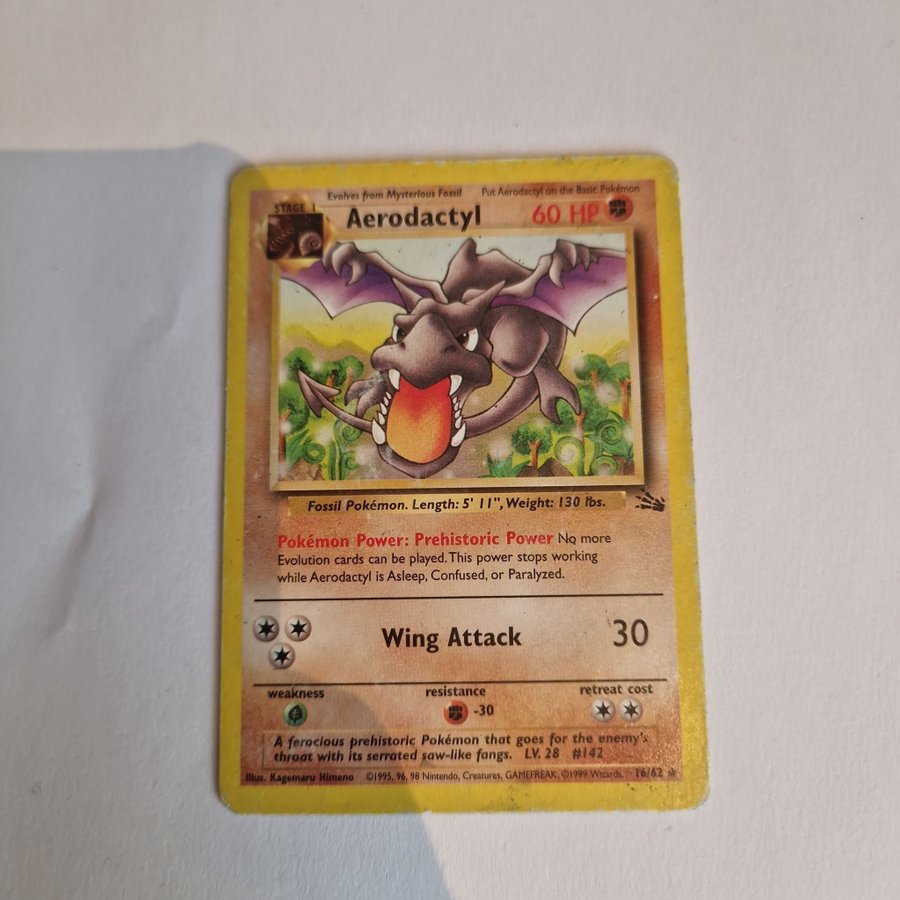 Evolves from Mysterious Fossil Put Aerodactyl on the Basic Pokémon
STAGE 1
Aerodactyl 60 HP
Fossil Pokémon. Length: 5' 11", Weight: 130 lbs.
Pokémon Power: Prehistoric Power No more
Evolution cards can be played. This power stops working
while Aerodactyl is Asleep, Confused, or Paralyzed.
Wing Attack 30
weakness resistance retreat cost
-30
A ferocious prehistoric Pokémon that goes for the enemy's
throat with its serrated saw-like fangs. LV. 28 #142
Illus. Kagemaru Himeno ©1995, 96, 98 Nintendo, Creatures, GAMEFREAK. ©1999 Wizards. 16/62